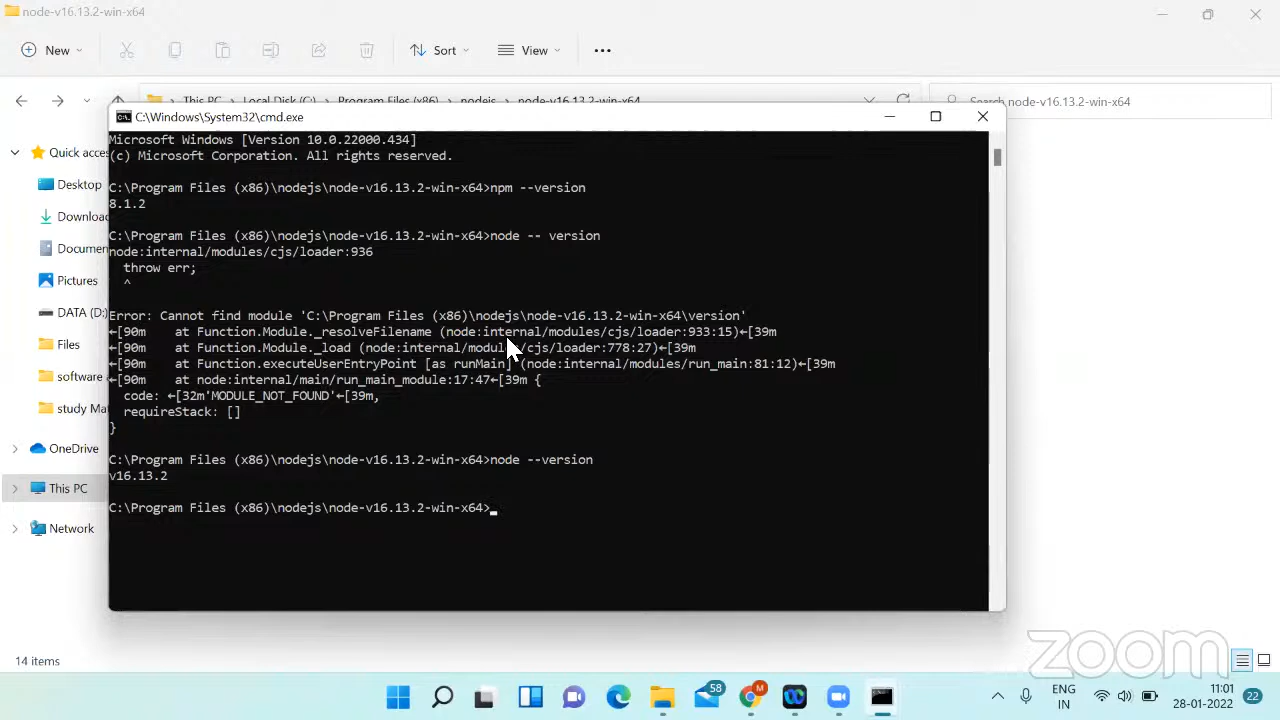 node-v16.13.2-win-x64
New
Sort
View
This PC
Local Disk (C:)
Program Files (x86)
nodejs
node-v16.13.2-win-x64
Search node-v16.13.2-win-x64
C:\Windows\System32\cmd.exe
Quick acces
Desktop
Downloa
Documen
Pictures
DATA (D:)
Files
software
study Ma
OneDrive
This PC
Network
Microsoft Windows [Version 10.0.22000.434]
(c) Microsoft Corporation. All rights reserved.
C:\Program Files (x86)\nodejs\node-v16.13.2-win-x64>npm --version
8.1.2
C:\Program Files (x86)\nodejs\node-v16.13.2-win-x64>node -- version
node:internal/modules/cjs/loader:936
  throw err;
  ^
Error: Cannot find module 'C:\Program Files (x86)\nodejs\node-v16.13.2-win-x64\version'
←[90m    at Function.Module._resolveFilename (node:internal/modules/cjs/loader:933:15)←[39m
←[90m    at Function.Module._load (node:internal/modules/cjs/loader:778:27)←[39m
←[90m    at Function.executeUserEntryPoint [as runMain] (node:internal/modules/run_main:81:12)←[39m
←[90m    at node:internal/main/run_main_module:17:47←[39m {
  code: ←[32m'MODULE_NOT_FOUND'←[39m,
  requireStack: []
}
C:\Program Files (x86)\nodejs\node-v16.13.2-win-x64>node --version
v16.13.2
C:\Program Files (x86)\nodejs\node-v16.13.2-win-x64>
14 items
zoom
58
M
ENG
IN
11:01
28-01-2022
22